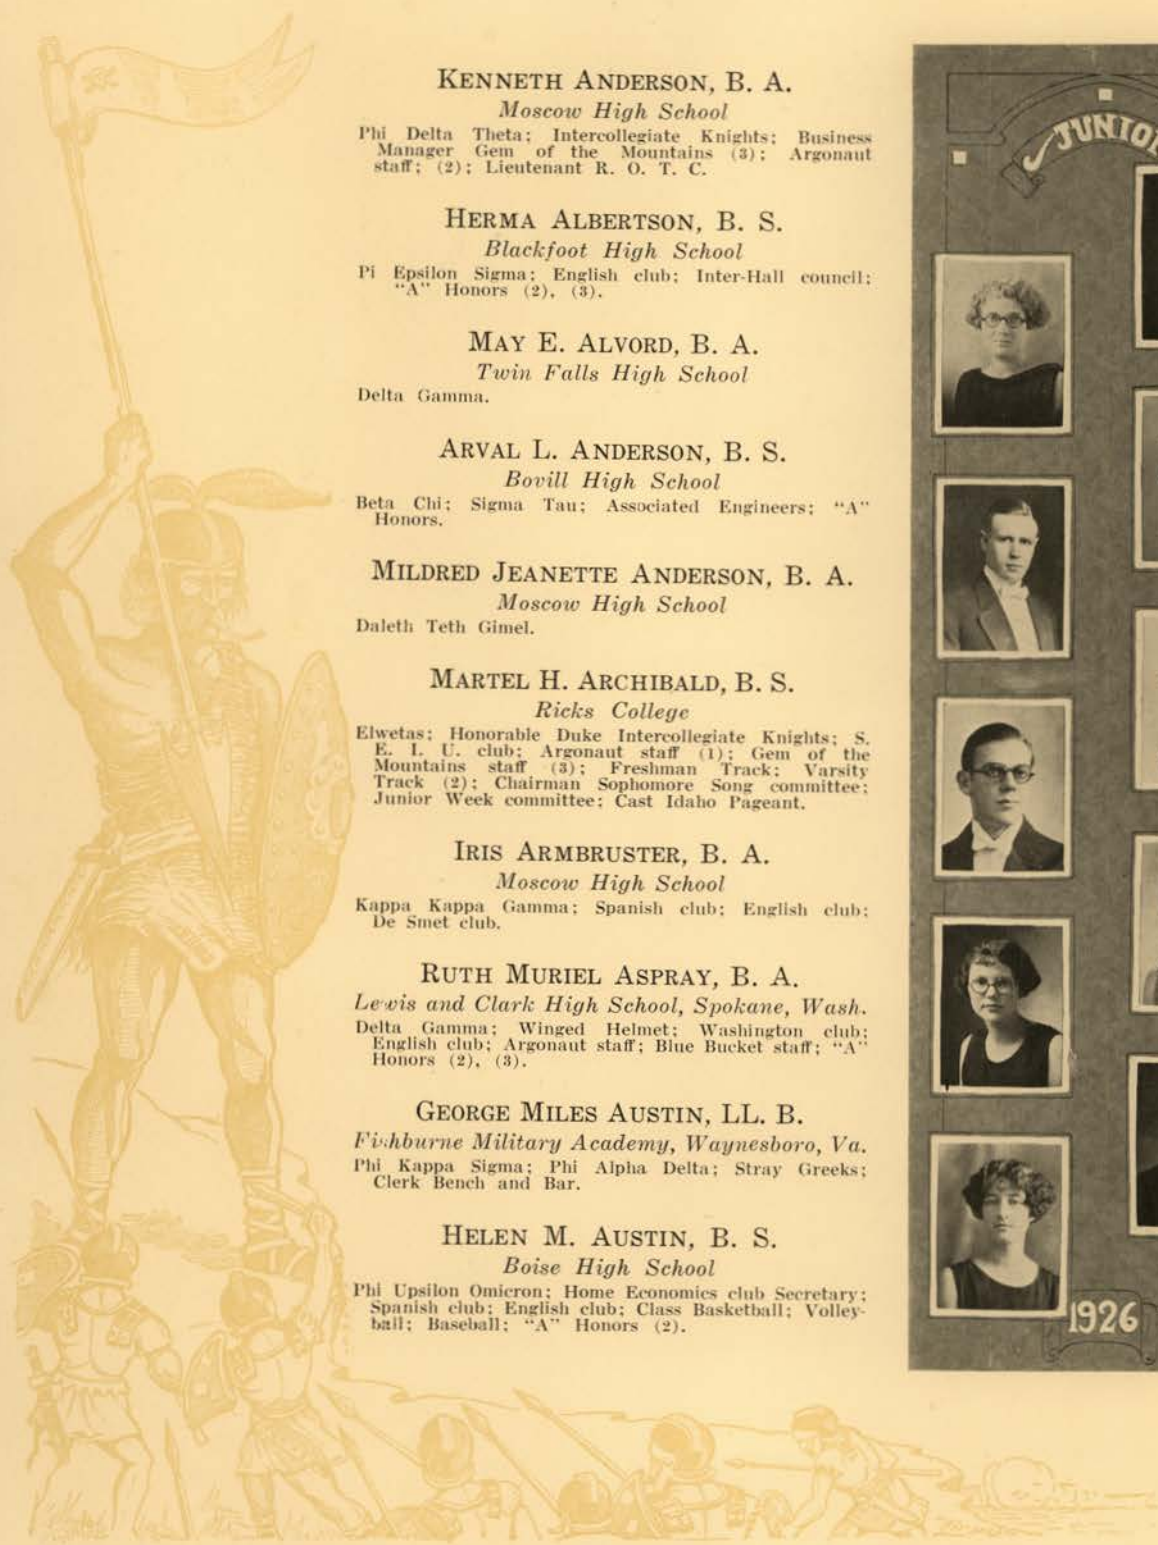 KENNETH ANDERSON, B. A.
Moscow High School
Phi Delta Theta; Intercollegiate Knights; Business
Manager Gem of the Mountains (3); Argonaut
staff; (2); Lieutenant R. O. T. C.
HERMA ALBERTSON, B. S.
Blackfoot High School
Pi Epsilon Sigma; English club; Inter-Hall council;
"A" Honors (2), (3).
MAY E. ALVORD, B. A.
Twin Falls High School
Delta Gamma.
ARVAL L. ANDERSON, B. S.
Bovill High School
Beta Chi; Sigma Tau; Associated Engineers; "A"
Honors.
MILDRED JEANETTE ANDERSON, B. A.
Moscow High School
Daleth Teth Gimel.
MARTEL H. ARCHIBALD, B. S.
Ricks College
Elwetas; Honorable Duke Intercollegiate Knights; S.
E. I. U. club; Argonaut staff (1); Gem of the
Mountains staff (3); Freshman Track; Varsity
Track (2); Chairman Sophomore Song committee;
Junior Week committee; Cast Idaho Pageant.
IRIS ARMBRUSTER, B. A.
Moscow High School
Kappa Kappa Gamma; Spanish club; English club;
De Smet club.
RUTH MURIEL ASPRAY, B. A.
Lewis and Clark High School, Spokane, Wash.
Delta Gamma; Winged Helmet; Washington club;
English club; Argonaut staff; Blue Bucket staff; "A"
Honors (2), (3).
GEORGE MILES AUSTIN, LL. B.
Fishburne Military Academy, Waynesboro, Va.
Phi Kappa Sigma; Phi Alpha Delta; Stray Greeks;
Clerk Bench and Bar.
HELEN M. AUSTIN, B. S.
Boise High School
Phi Upsilon Omicron; Home Economics club Secretary;
Spanish club; English club; Class Basketball; Volley-
ball; Baseball; "A" Honors (2).
JUNIO
1926